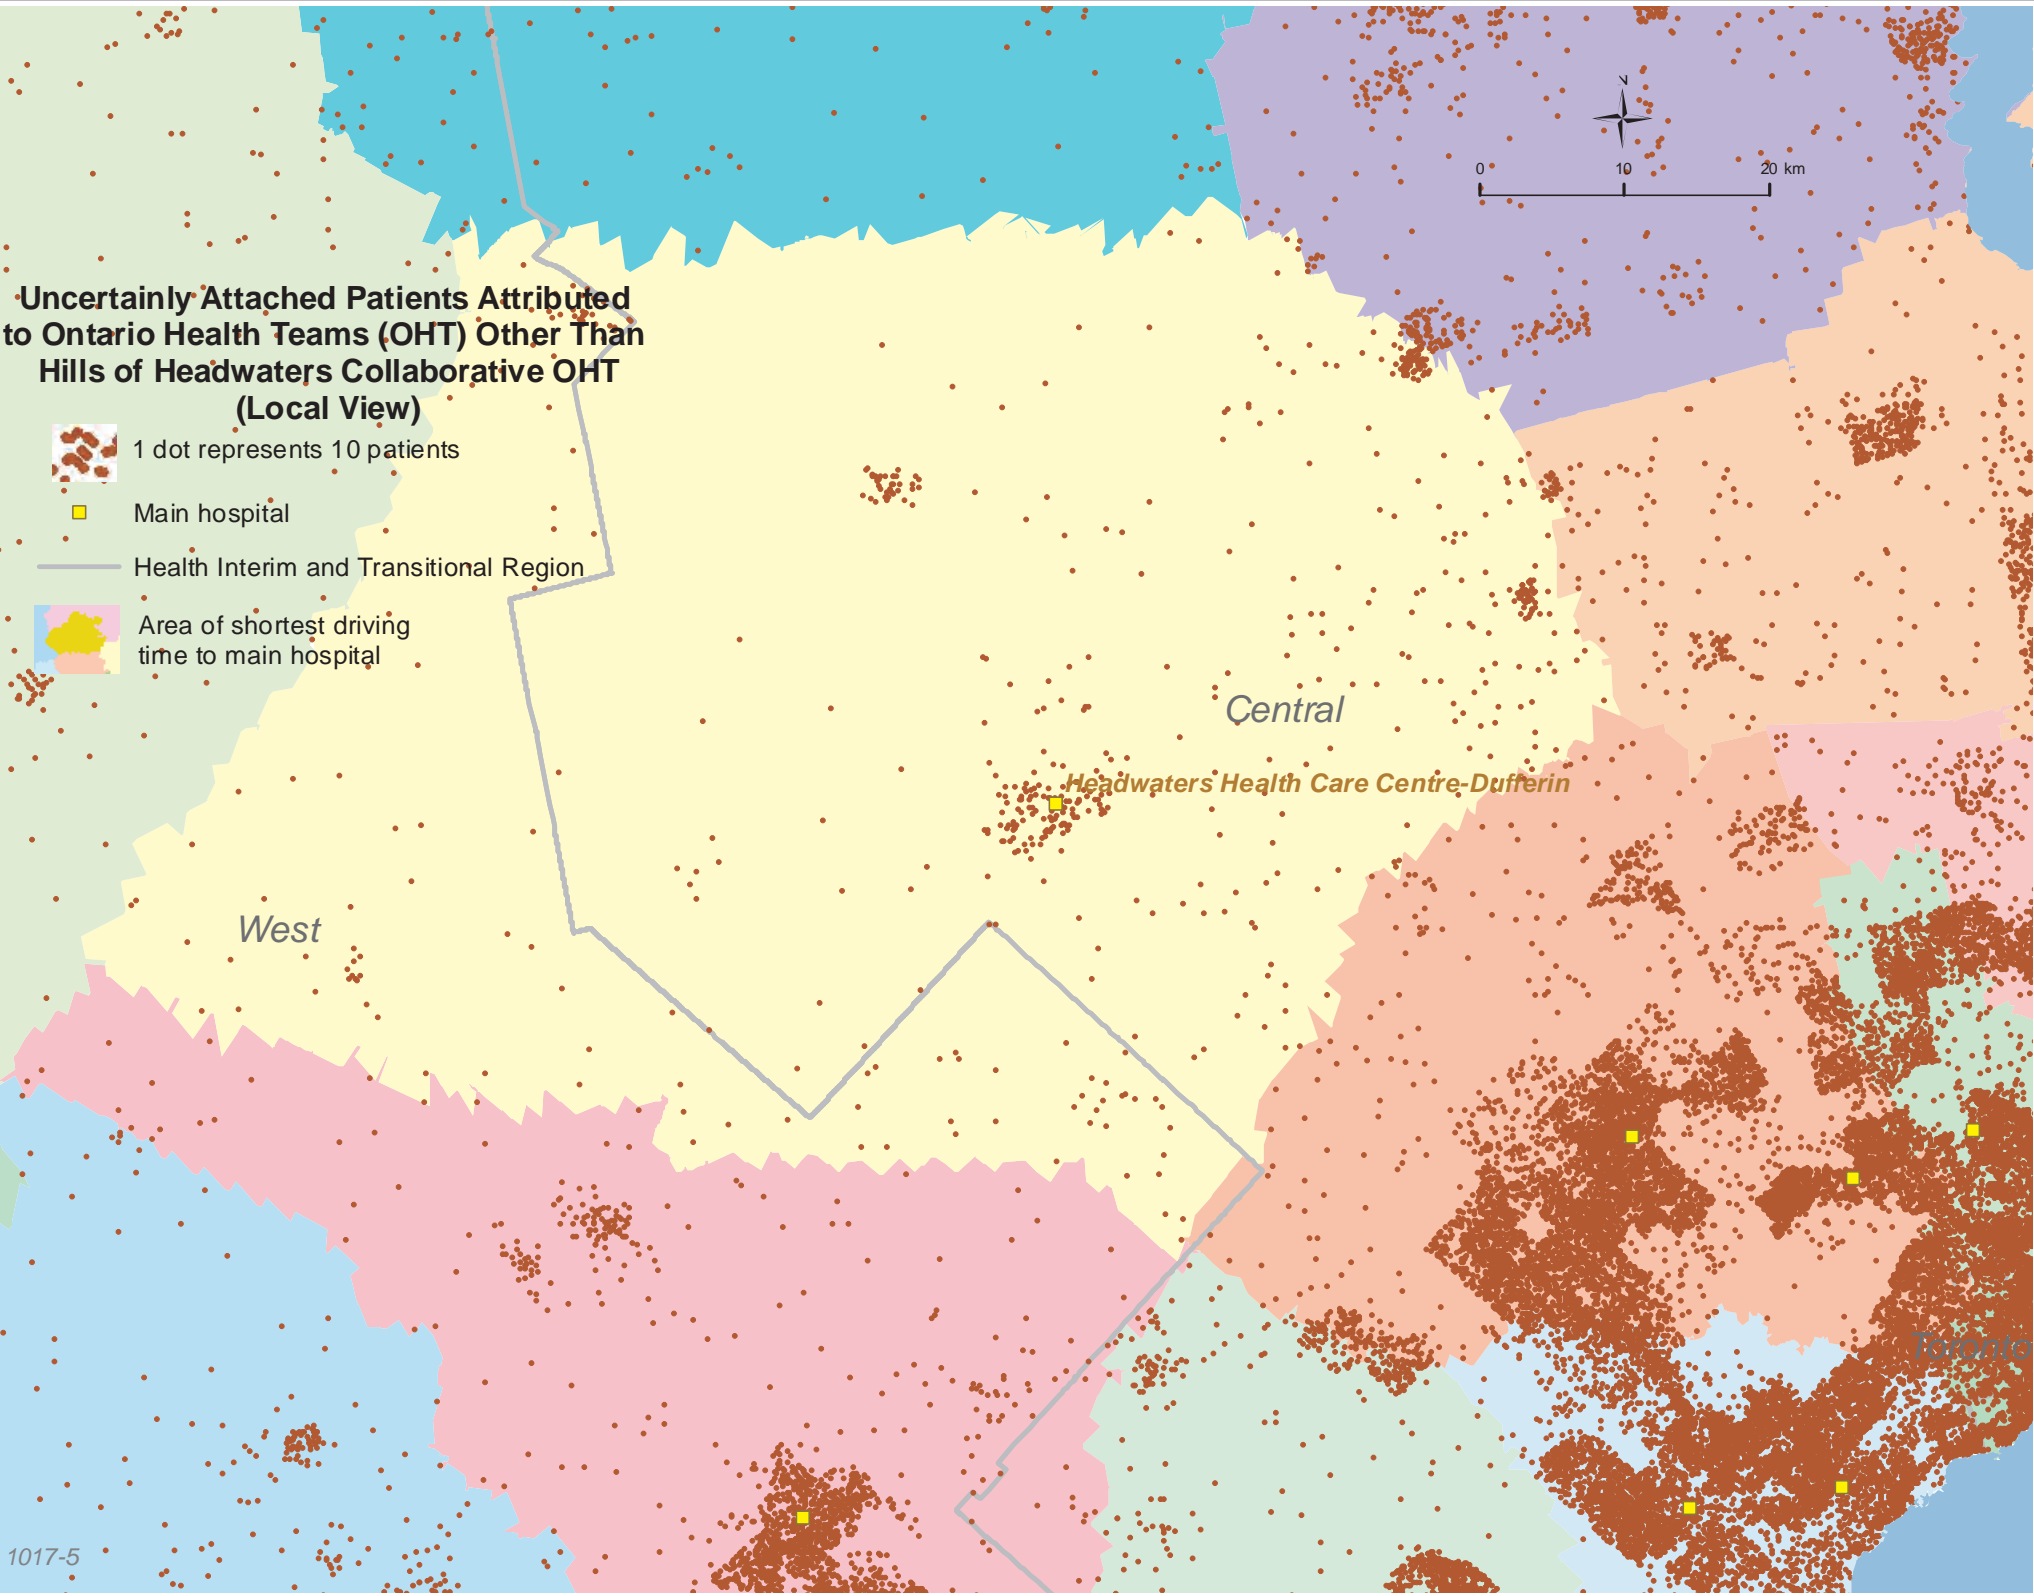 N
0 10 20 km
Uncertainly Attached Patients Attributed
to Ontario Health Teams (OHT) Other Than
Hills of Headwaters Collaborative OHT
(Local View)
1 dot represents 10 patients
Main hospital
Health Interim and Transitional Region
Area of shortest driving
time to main hospital
Central
Headwaters Health Care Centre-Dufferin
West
Toronto
1017-5